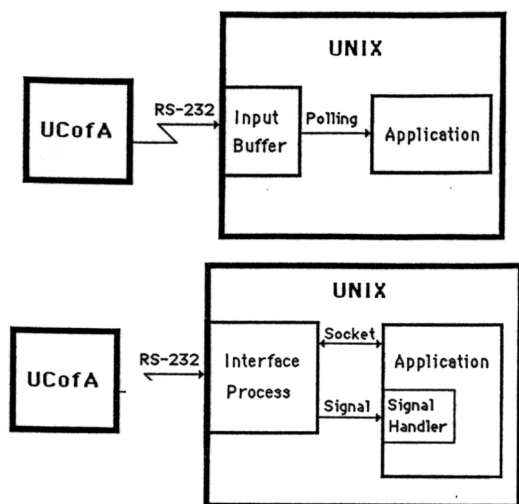 UNIX
RS-232
UCofA
Input
Buffer
Polling
Application
UNIX
RS-232
UCofA
Interface
Process
Socket
Application
Signal
Signal
Handler